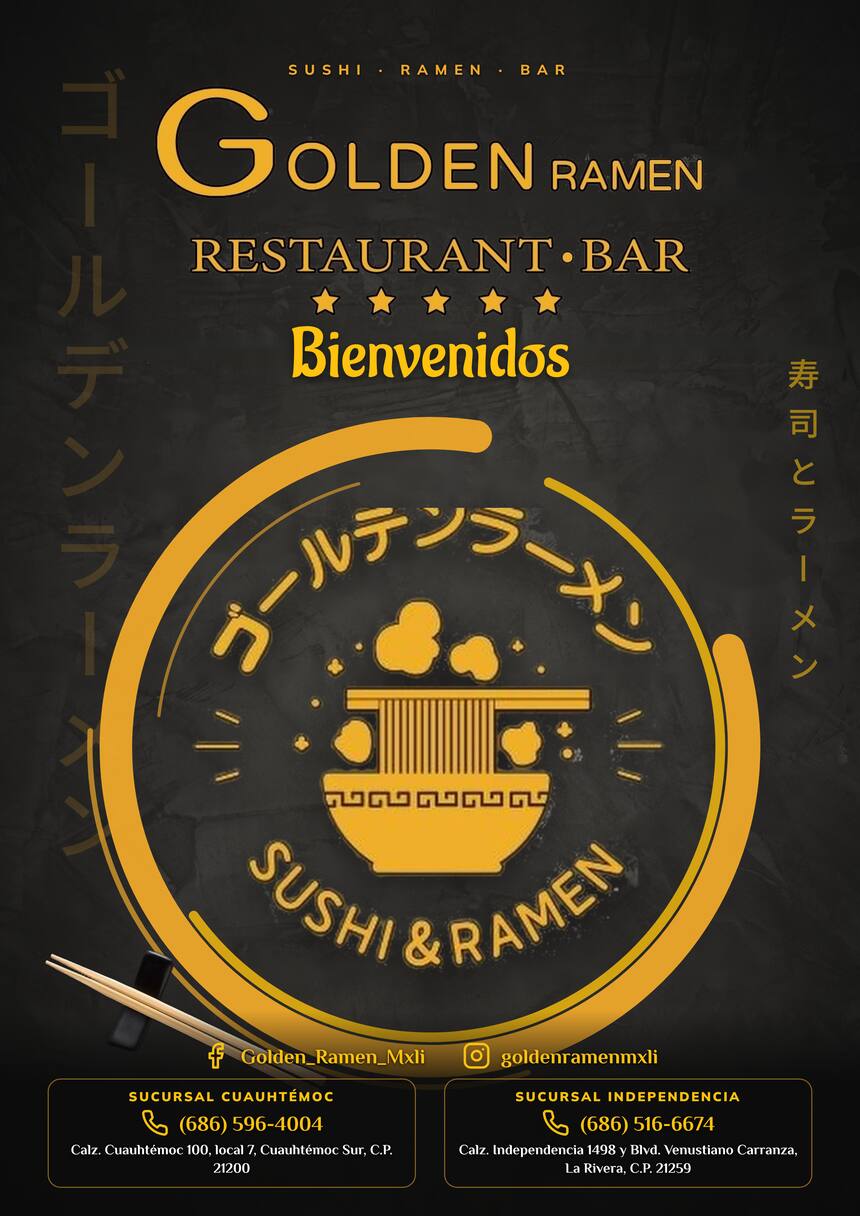 SUSHI · RAMEN · BAR
GOLDEN RAMEN
RESTAURANT·BAR
Bienvenidos
ゴールデンラーメン
寿司とラーメン
ゴールデンラーメン
SUSHI & RAMEN
Golden_Ramen_Mxli
goldenramenmxli
SUCURSAL CUAUHTÉMOC
(686) 596-4004
Calz. Cuauhtémoc 100, local 7, Cuauhtémoc Sur, C.P.
21200
SUCURSAL INDEPENDENCIA
(686) 516-6674
Calz. Independencia 1498 y Blvd. Venustiano Carranza,
La Rivera, C.P. 21259